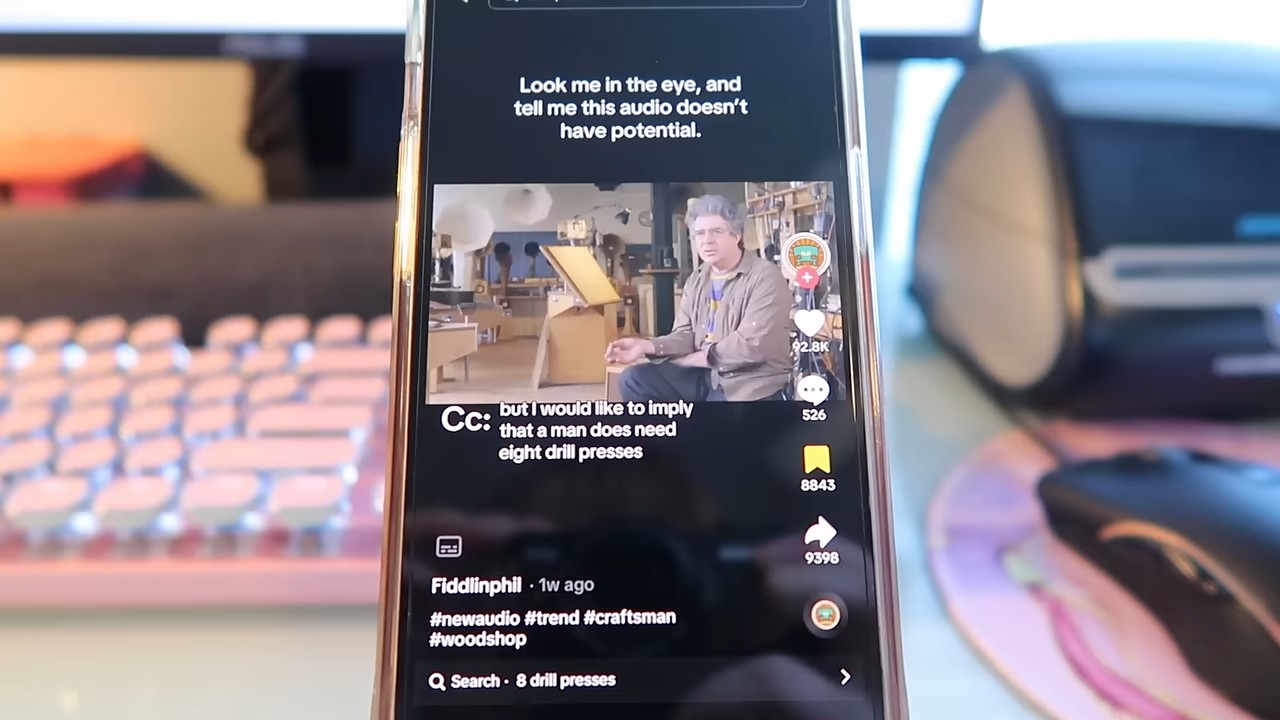 Look me in the eye, and
tell me this audio doesn't
have potential.
92.8K
Cc:
but I would like to imply
that a man does need
eight drill presses
526
8843
9398
Fiddlinphil · 1w ago
#newaudio #trend #craftsman
#woodshop
Search · 8 drill presses